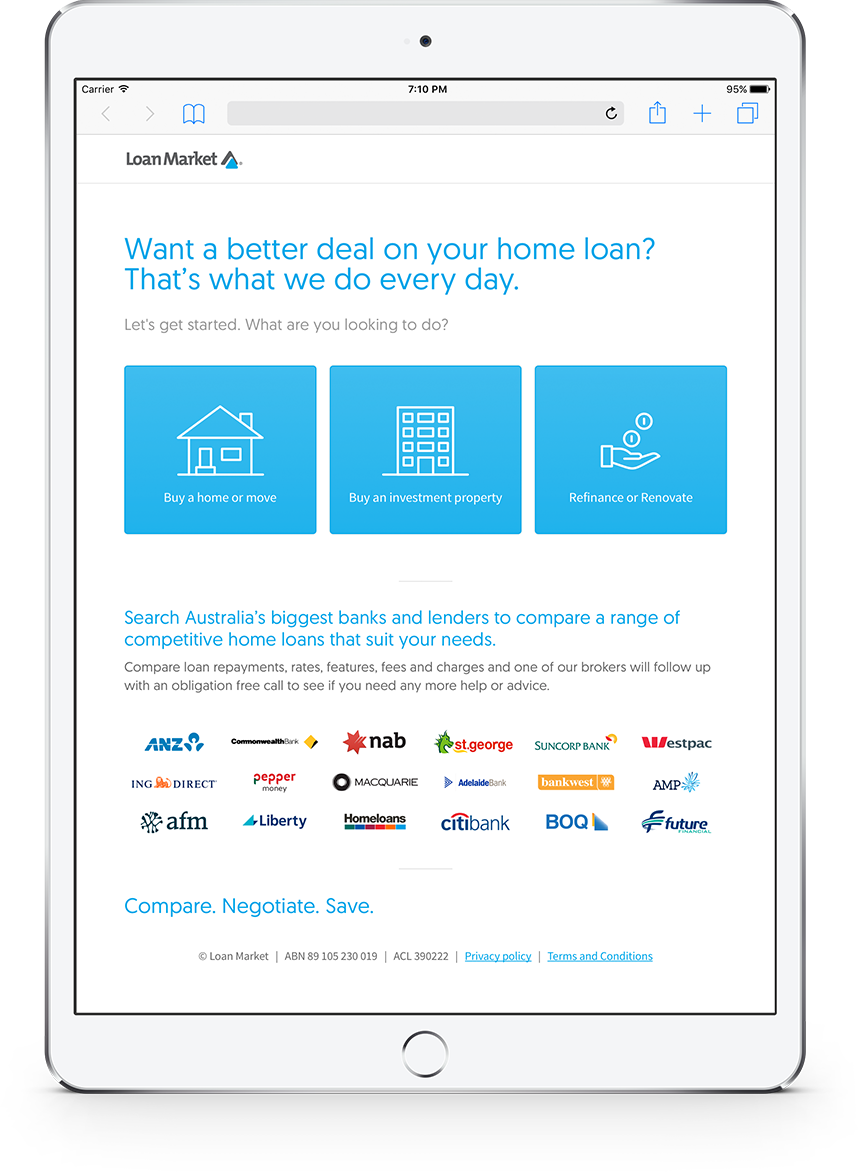 Carrier 7:10 PM 95%
Loan Market
Want a better deal on your home loan?
That's what we do every day.
Let's get started. What are you looking to do?
Buy a home or move Buy an investment property Refinance or Renovate
Search Australia's biggest banks and lenders to compare a range of
competitive home loans that suit your needs.
Compare loan repayments, rates, features, fees and charges and one of our brokers will follow up
with an obligation free call to see if you need any more help or advice.
ANZ CommonwealthBank nab st.george SUNCORP BANK Westpac
ING DIRECT pepper money MACQUARIE AdelaideBank bankwest AMP
afm Liberty Homeloans citibank BOQ future FINANCIAL
Compare. Negotiate. Save.
© Loan Market | ABN 89 105 230 019 | ACL 390222 | Privacy policy | Terms and Conditions